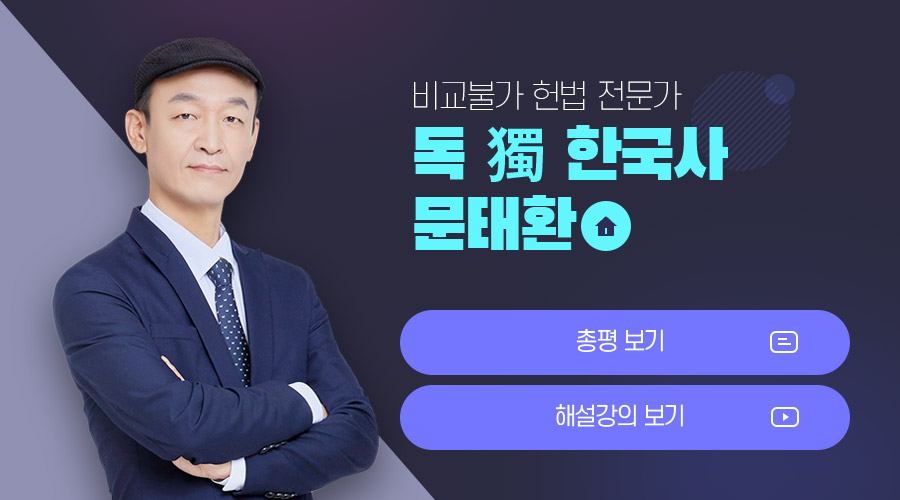 비교불가 헌법 전문가
독 獨 한국사
문태환
총평 보기
해설강의 보기